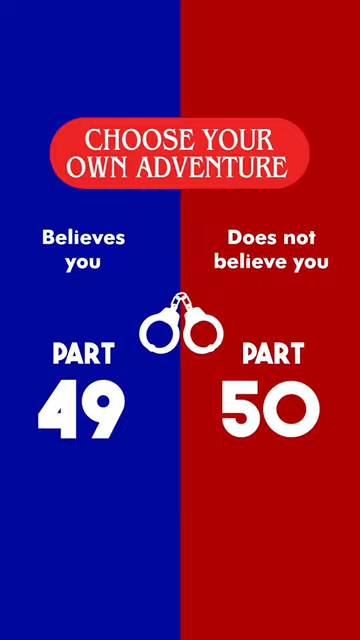 CHOOSE YOUR
OWN ADVENTURE
Believes
you
Does not
believe you
PART
49
PART
50